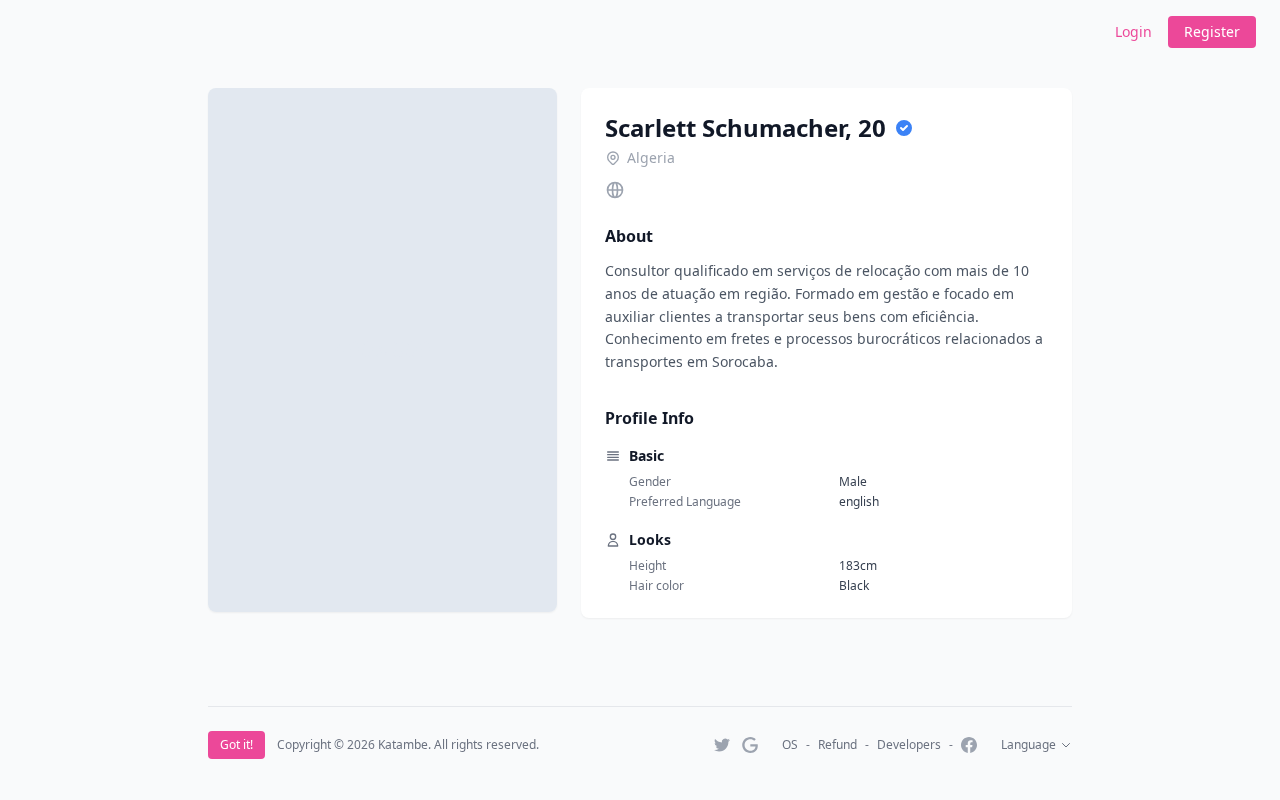 Login
Register
Scarlett Schumacher, 20
Algeria
About
Consultor qualificado em serviços de relocação com mais de 10
anos de atuação em região. Formado em gestão e focado em
auxiliar clientes a transportar seus bens com eficiência.
Conhecimento em fretes e processos burocráticos relacionados a
transportes em Sorocaba.
Profile Info
Basic
Gender Male
Preferred Language english
Looks
Height 183cm
Hair color Black
Got it! Copyright © 2026 Katambe. All rights reserved. OS - Refund - Developers - Language